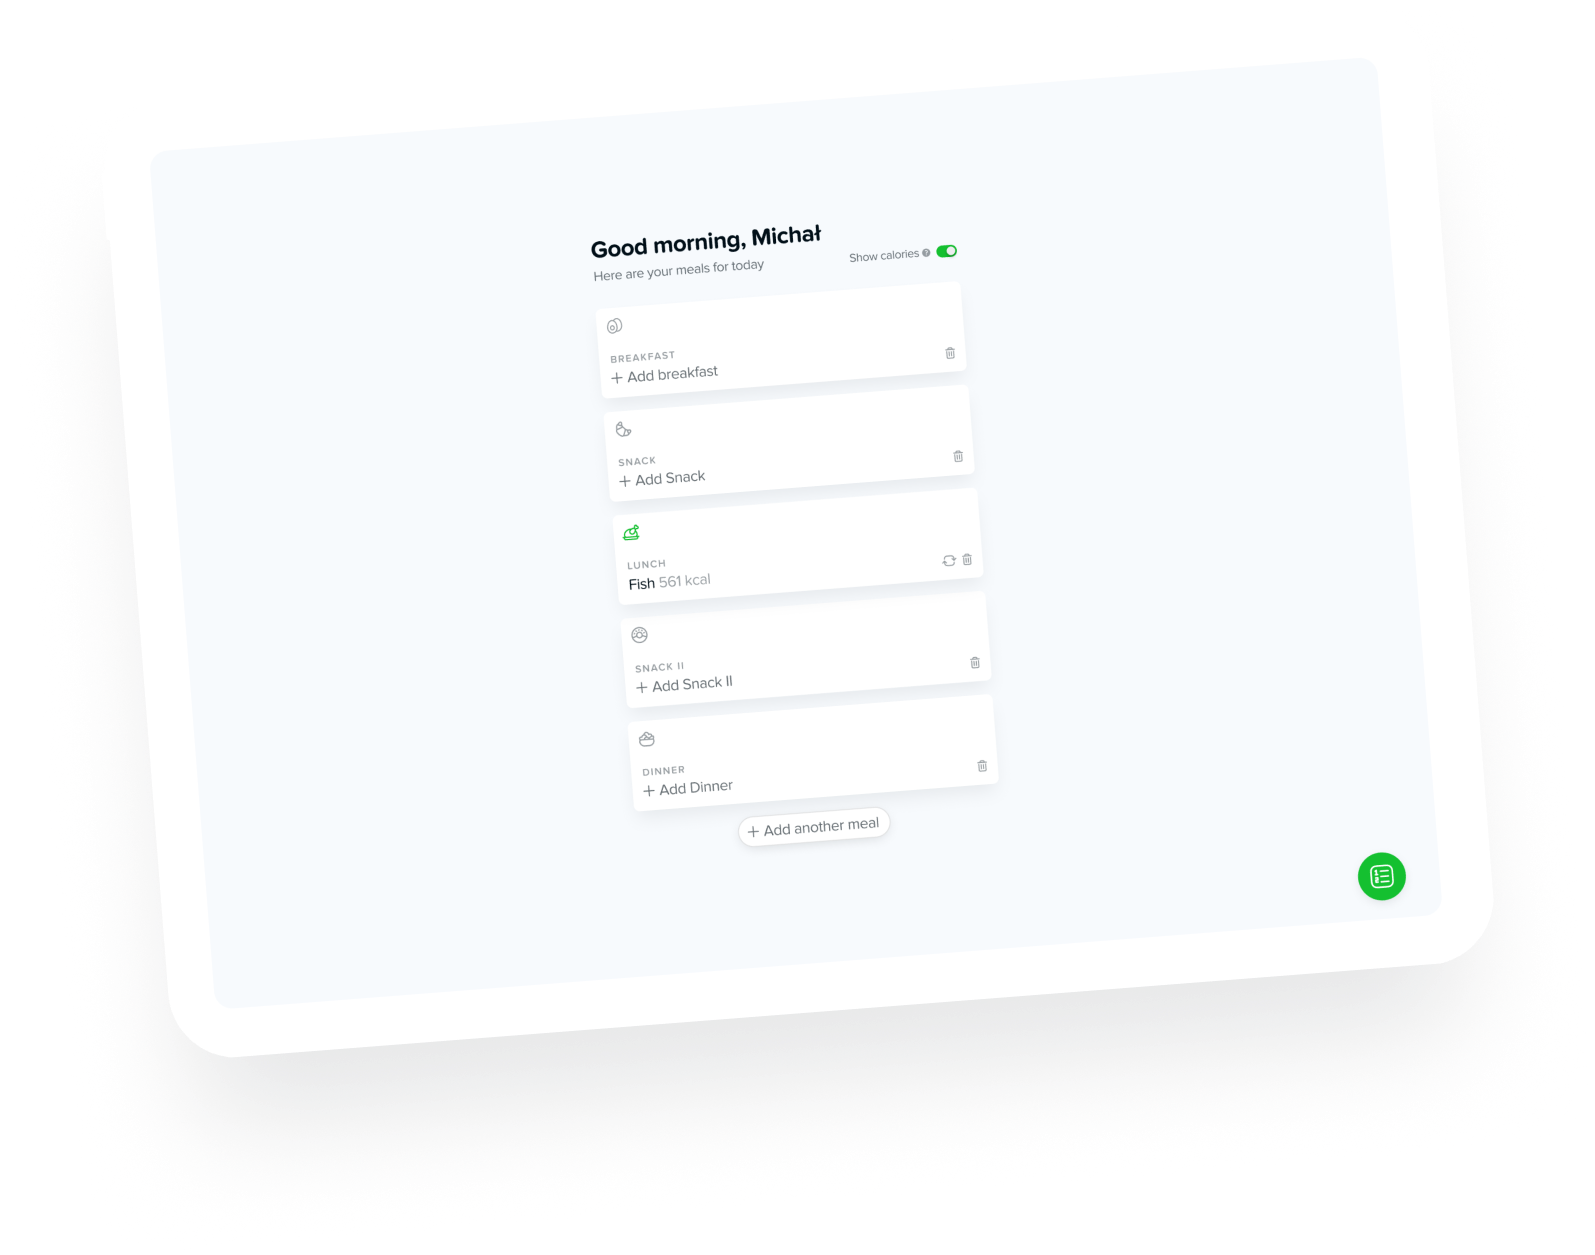 Good morning, Michał
Here are your meals for today
Show calories ?
BREAKFAST
+ Add breakfast
SNACK
+ Add Snack
LUNCH
Fish 561 kcal
SNACK II
+ Add Snack II
DINNER
+ Add Dinner
+ Add another meal